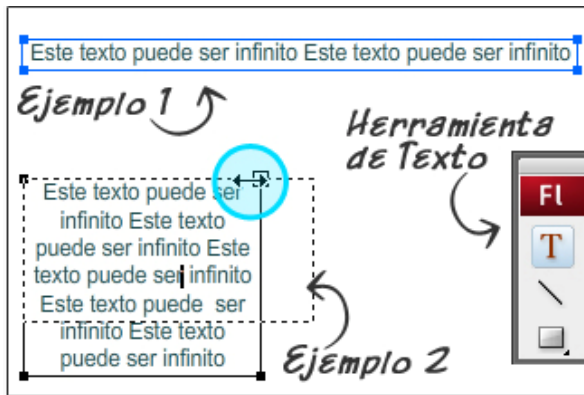 Este texto puede ser infinito Este texto puede ser infinito
Ejemplo 1
Herramienta
de Texto
Este texto puede ser
infinito Este texto
puede ser infinito Este
texto puede ser infinito
Este texto puede  ser
infinito Este texto
puede ser infinito
Fl
T
Ejemplo 2